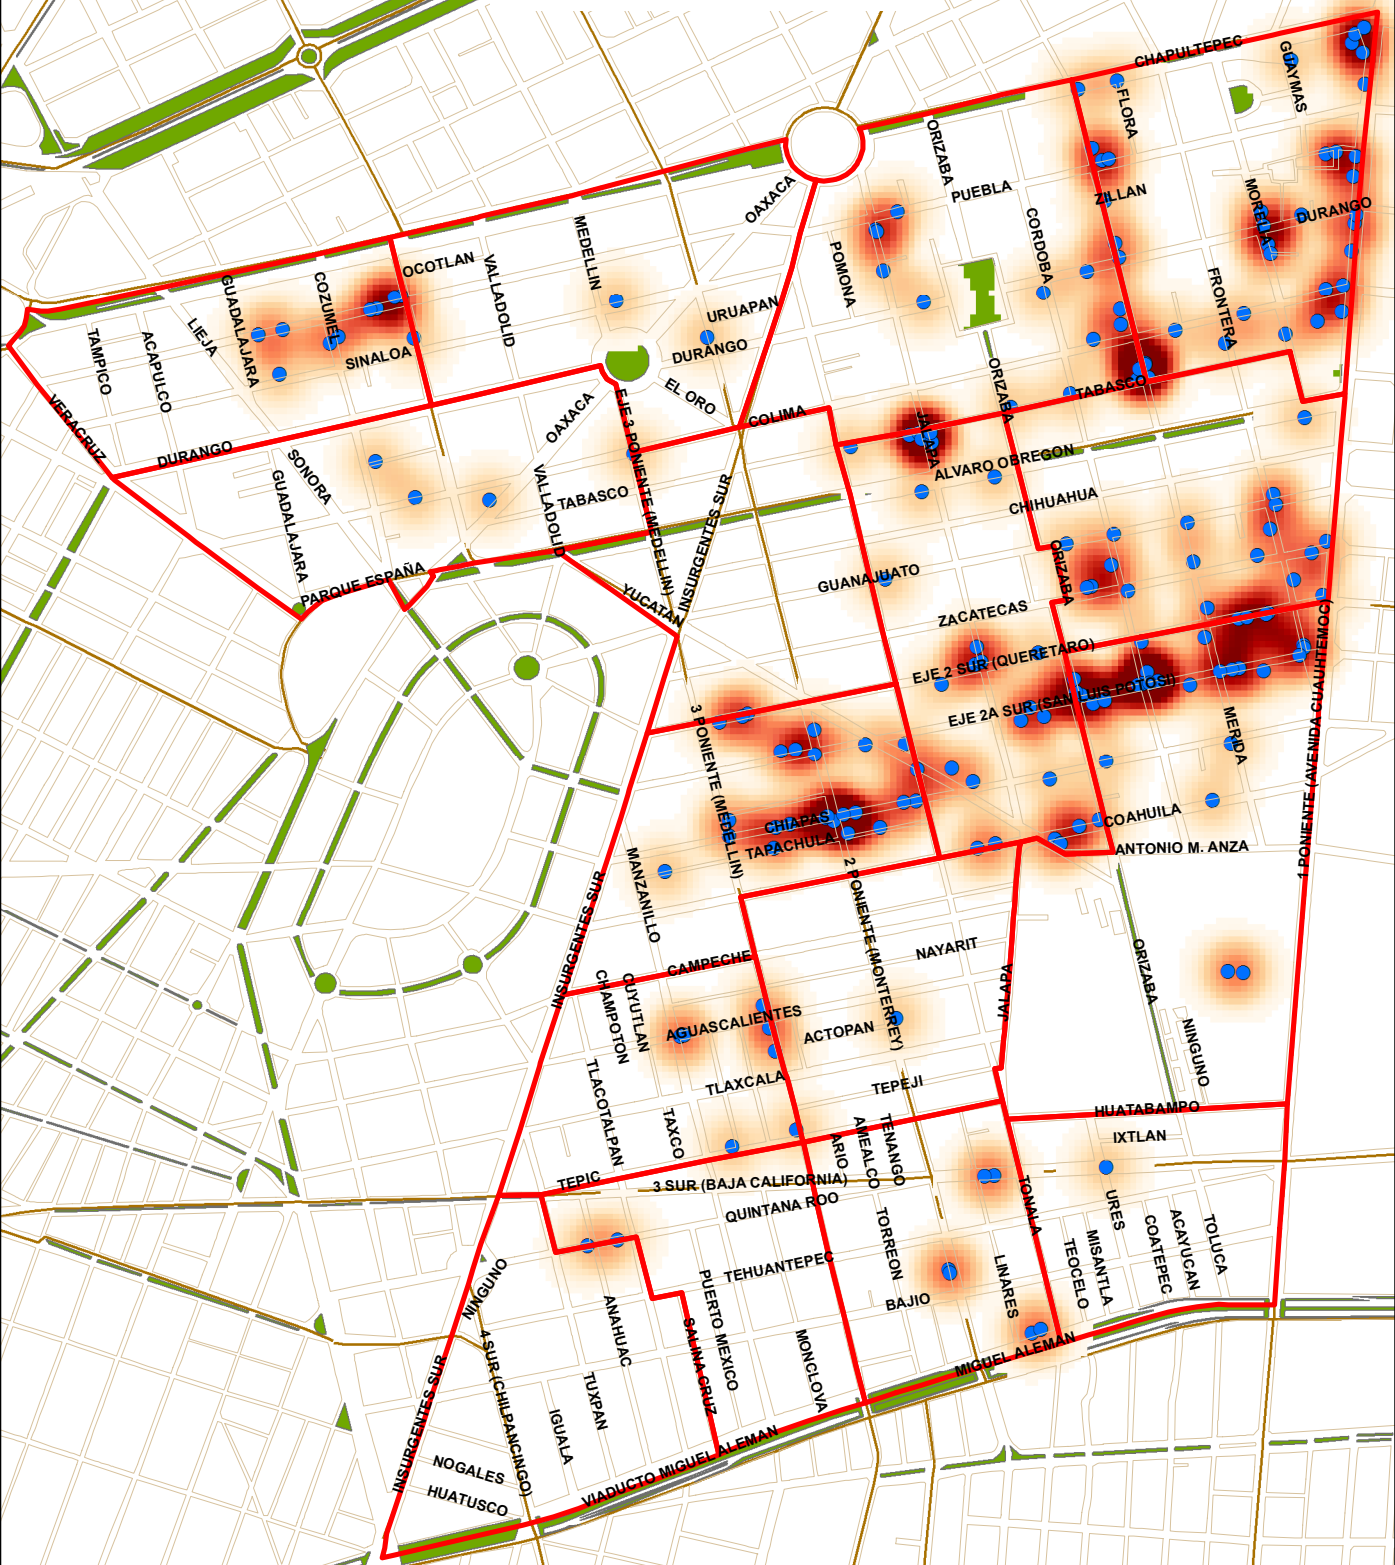 CHAPULTEPEC
GUAYMAS
FLORA
ORIZABA
PUEBLA
OAXACA
ZILLAN
MORELIA
DURANGO
CORDOBA
MEDELLIN
POMONA
OCOTLAN
VALLADOLID
COZUMEL
GUADALAJARA
FRONTERA
URUAPAN
LIEJA
TAMPICO
ACAPULCO
SINALOA
DURANGO
EL ORO
ORIZABA
TABASCO
VERACRUZ
OAXACA
EJE 3 PONIENTE (MEDELLIN)
COLIMA
JALAPA
DURANGO
SONORA
GUADALAJARA
ALVARO OBREGON
VALLADOLID
TABASCO
INSURGENTES SUR
CHIHUAHUA
ORIZABA
PARQUE ESPAÑA
GUANAJUATO
YUCATAN
ZACATECAS
1 PONIENTE (AVENIDA CUAUHTEMOC)
EJE 2 SUR (QUERETARO)
EJE 2A SUR (SAN LUIS POTOSI)
3 PONIENTE (MEDELLIN)
MERIDA
CHIAPAS
TAPACHULA
COAHUILA
ANTONIO M. ANZA
MANZANILLO
2 PONIENTE (MONTERREY)
INSURGENTES SUR
NAYARIT
CAMPECHE
ORIZABA
JALAPA
CUYUTLAN
CHAMPOTON
AGUASCALIENTES
ACTOPAN
NINGUNO
TLACOTALPAN
TLAXCALA
TEPEJI
TAXCO
HUATABAMPO
IXTLAN
ARIO
AMEALCO
TENANGO
TEPIC
3 SUR (BAJA CALIFORNIA)
QUINTANA ROO
TONALA
URES
TORREON
TOLUCA
ACAYUCAN
COATEPEC
MISANTLA
TEOCELO
TEHUANTEPEC
NINGUNO
LINARES
PUERTO MEXICO
BAJIO
ANAHUAC
SALINA CRUZ
MONCLOVA
MIGUEL ALEMAN
4 SUR (CHILPANCINGO)
INSURGENTES SUR
TUXPAN
IGUALA
VIADUCTO MIGUEL ALEMAN
NOGALES
HUATUSCO